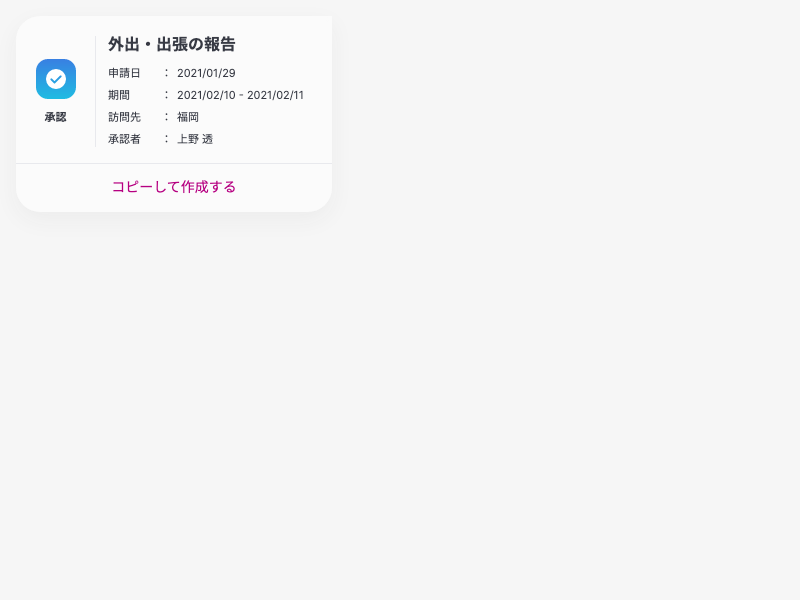 外出・出張の報告
申請日 : 2021/01/29
期間 : 2021/02/10 - 2021/02/11
訪問先 : 福岡
承認者 : 上野 透
承認
コピーして作成する